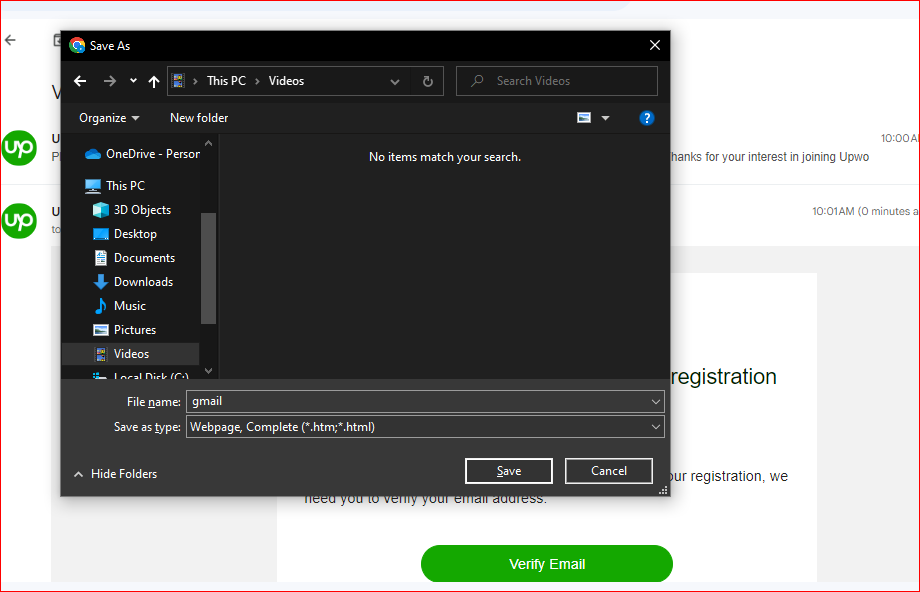 Save As
This PC
Videos
Search Videos
Organize
New folder
?
OneDrive - Person
This PC
3D Objects
Desktop
Documents
Downloads
Music
Pictures
Videos
Local Disk (C:)
No items match your search.
File name: gmail
Save as type: Webpage, Complete (*.htm;*.html)
Hide Folders
Save
Cancel
V
up
U
10:00AM
hanks for your interest in joining Upwo
up
U
10:01AM (0 minutes a
to
registration
our registration, we
need you to verify your email address.
Verify Email